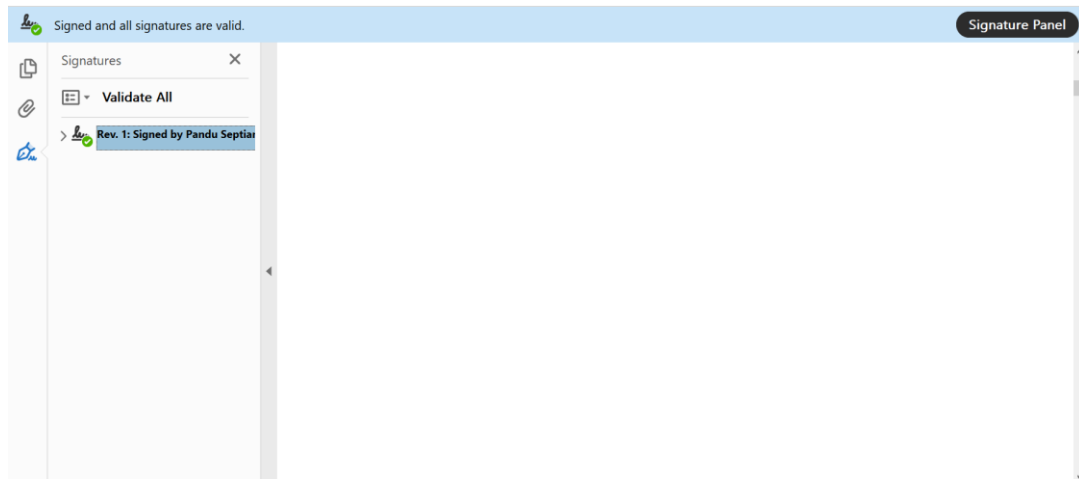 Signed and all signatures are valid.
Signature Panel
Signatures
Validate All
Rev. 1: Signed by Pandu